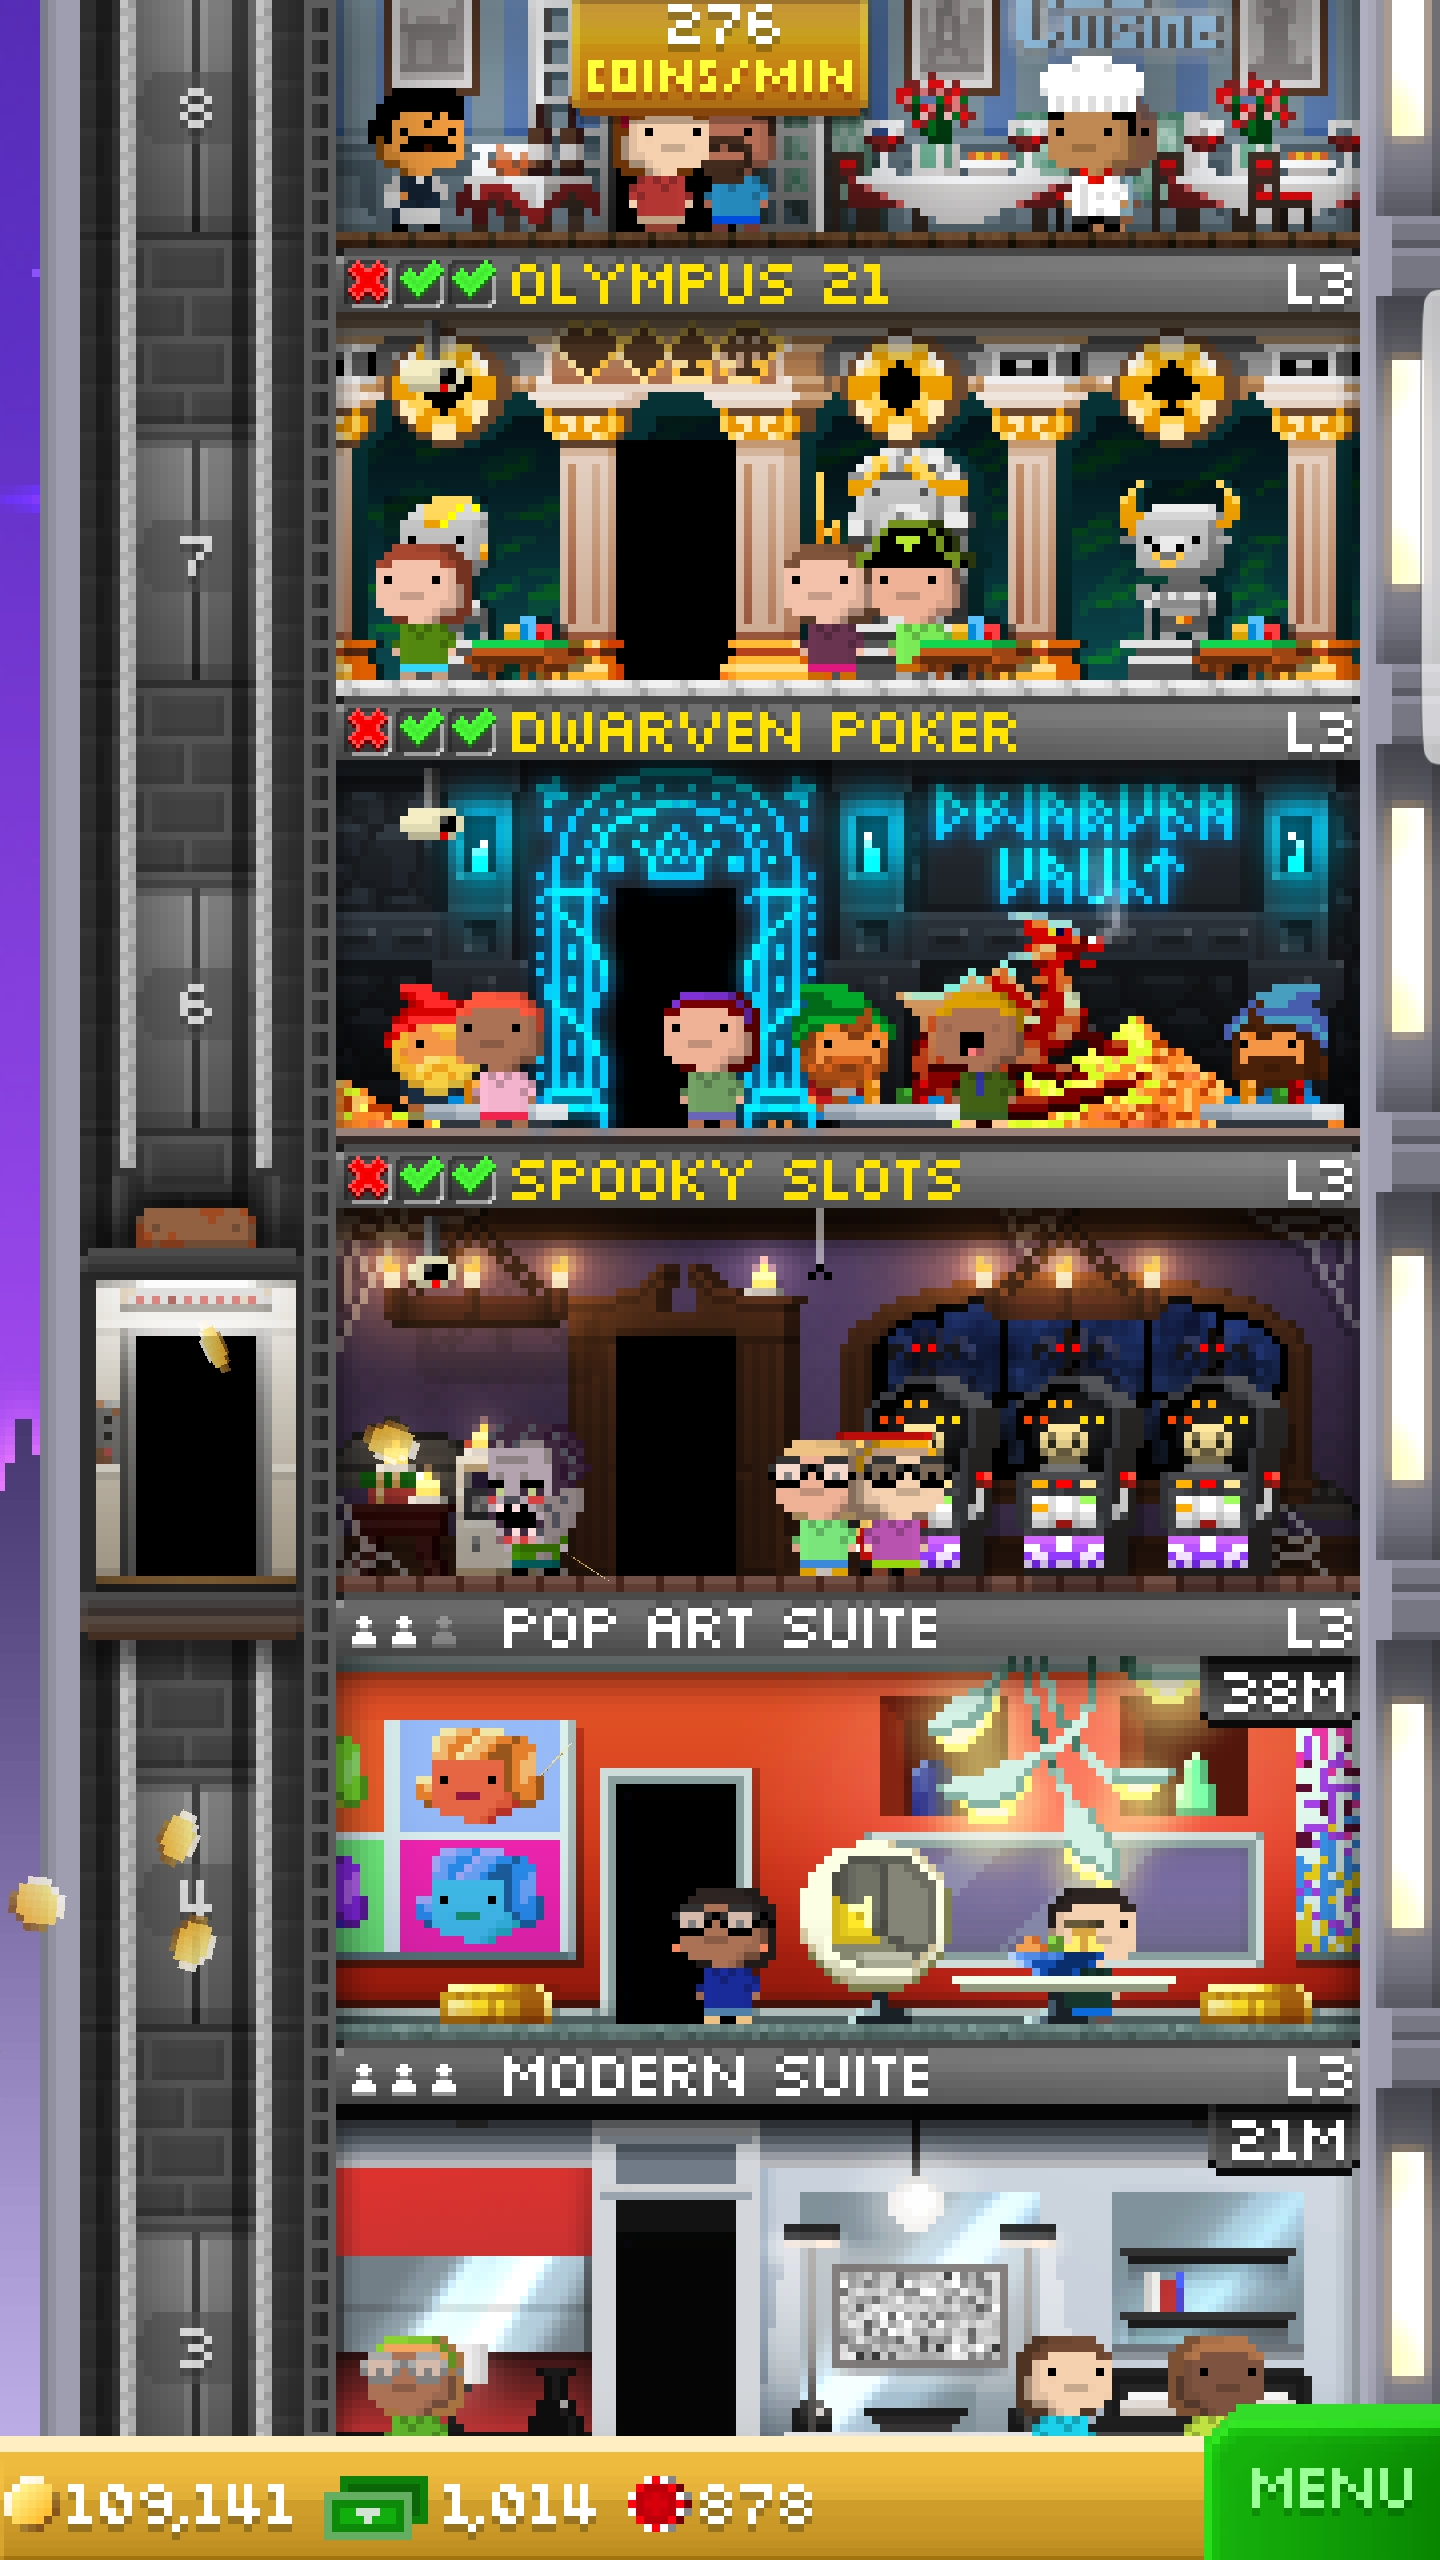 276
COINS/MIN
Cuisine
8
OLYMPUS 21 L3
7
DWARVEN POKER L3
DWARVEN
VAULT
6
SPOOKY SLOTS L3
POP ART SUITE L3
38M
4
MODERN SUITE L3
21M
3
109,141 1,014 878
MENU